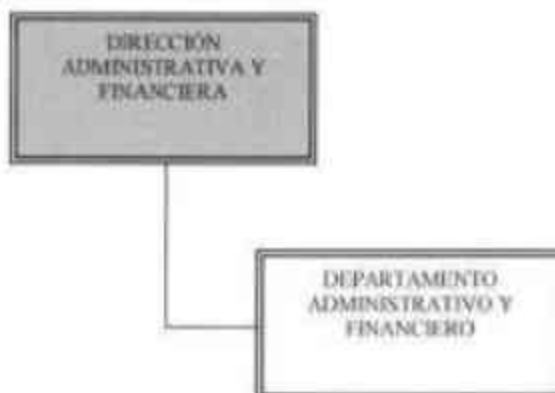 DIRECCIÓN
ADMINISTRATIVA Y
FINANCIERA
DEPARTAMENTO
ADMINISTRATIVO Y
FINANCIERO